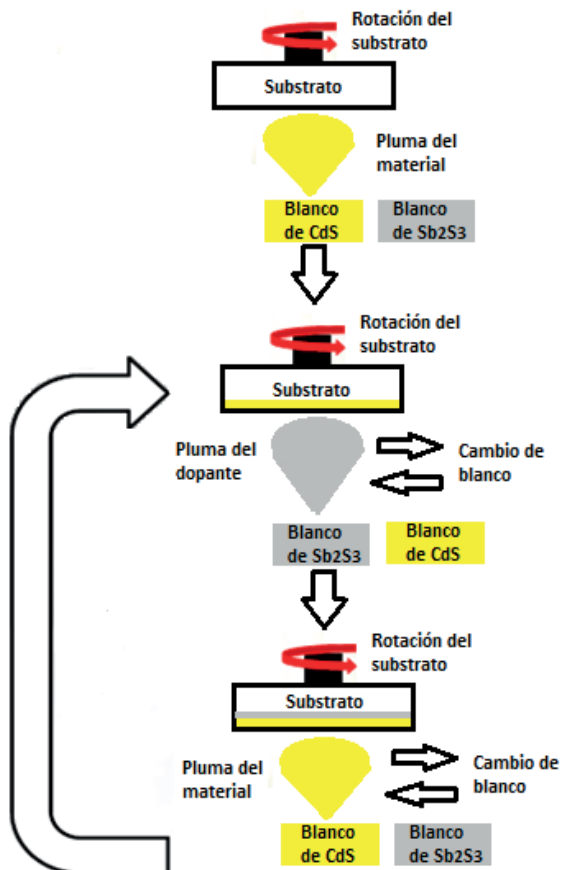 Rotación del
substrato
Substrato
Pluma del
material
Blanco
de CdS
Blanco
de Sb2S3
Rotación del
substrato
Substrato
Pluma del
dopante
Cambio de
blanco
Blanco
de Sb2S3
Blanco
de CdS
Rotación del
substrato
Substrato
Pluma del
material
Cambio de
blanco
Blanco
de CdS
Blanco
de Sb2S3